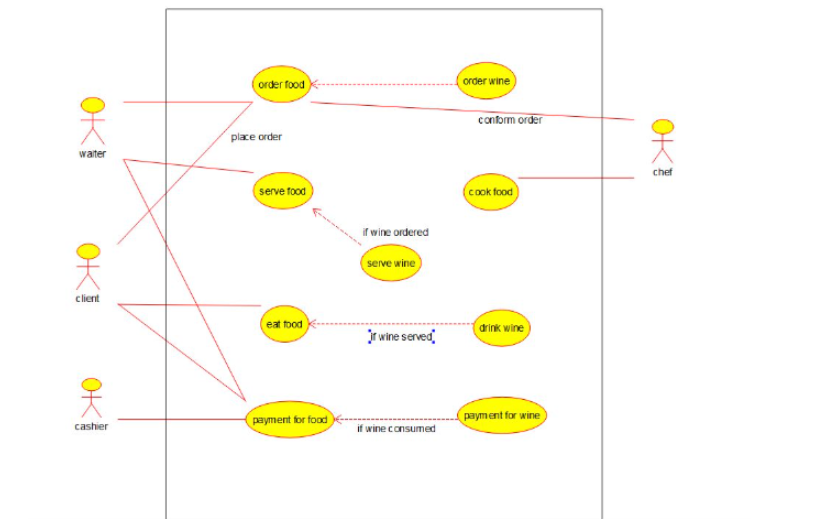 order food
order wine
conform order
waiter
place order
chef
serve food
cook food
if wine ordered
serve wine
client
eat food
drink wine
if wine served
cashier
payment for food
payment for wine
if wine consumed